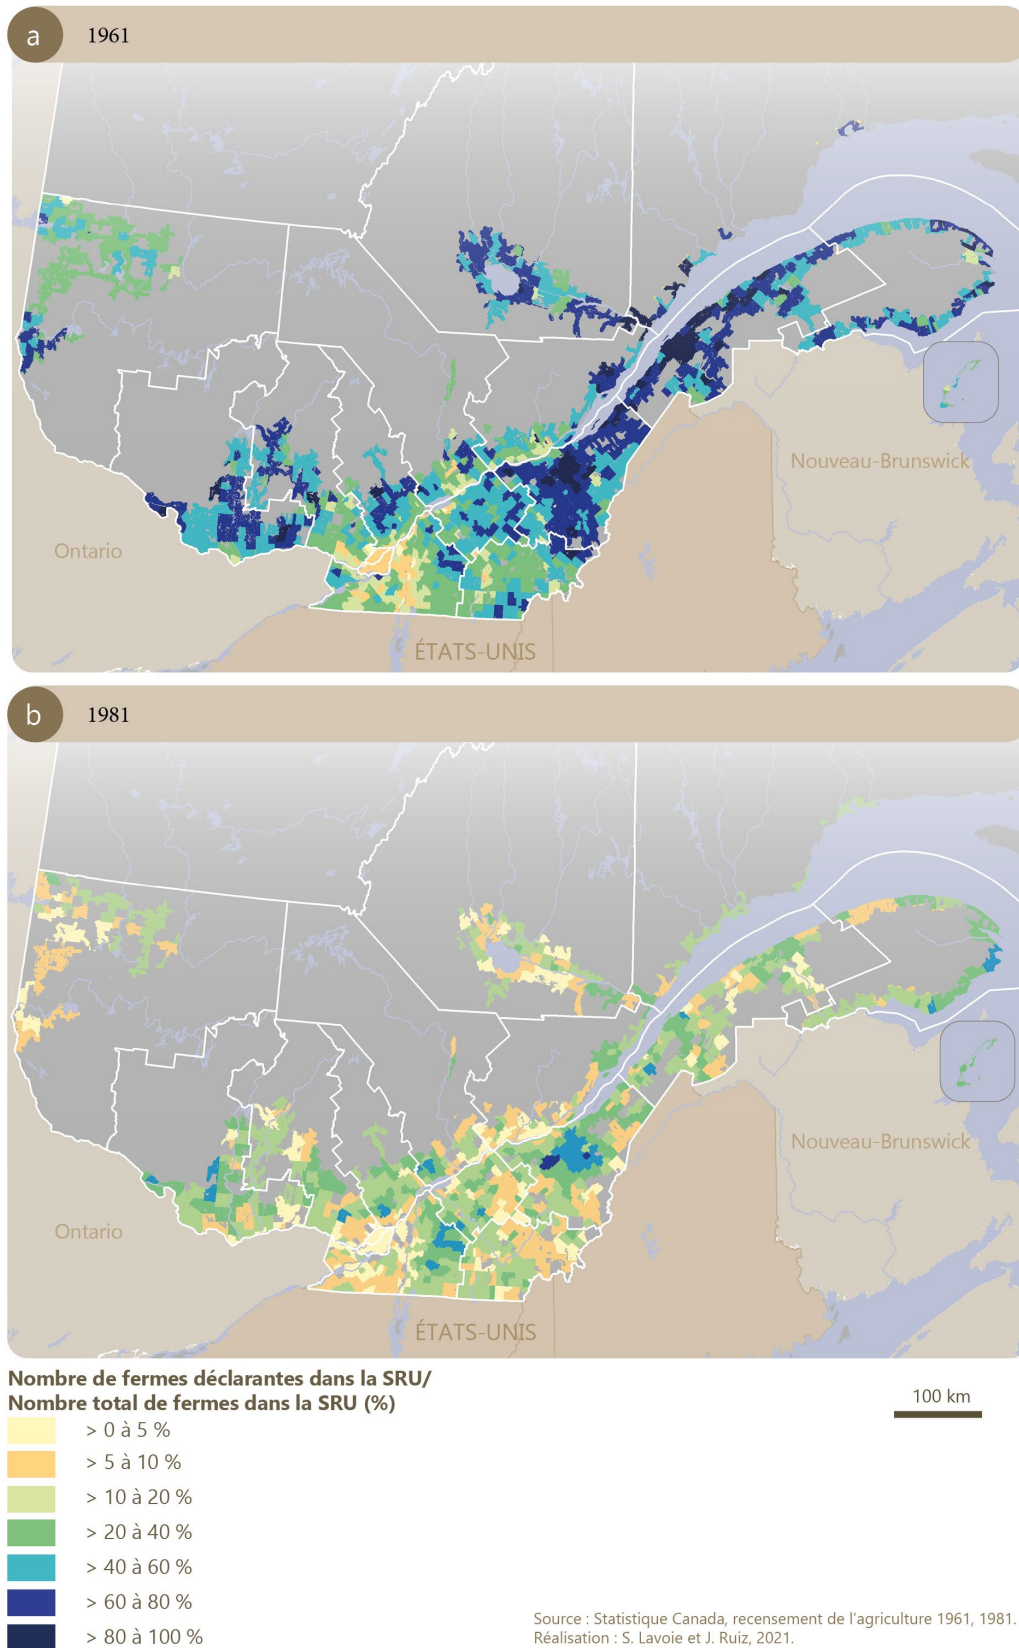 a 1961
Nouveau-Brunswick
Ontario
ÉTATS-UNIS
b 1981
Nouveau-Brunswick
Ontario
ÉTATS-UNIS
Nombre de fermes déclarantes dans la SRU/
Nombre total de fermes dans la SRU (%)
100 km
> 0 à 5 %
> 5 à 10 %
> 10 à 20 %
> 20 à 40 %
> 40 à 60 %
> 60 à 80 %
> 80 à 100 %
Source : Statistique Canada, recensement de l'agriculture 1961, 1981.
Réalisation : S. Lavoie et J. Ruiz, 2021.